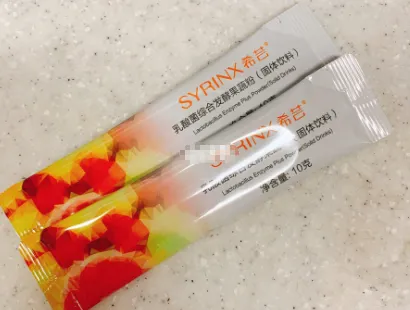 SYRINX 希芸
乳酸菌综合发酵果蔬粉（固体饮料）
Lactobacillus Enzyme Plus Powder(Solid Drinks)
RINX 希芸
固体饮料）
Lactobacillus Enzyme Plus Powder(Solid Drinks)
净含量: 10克